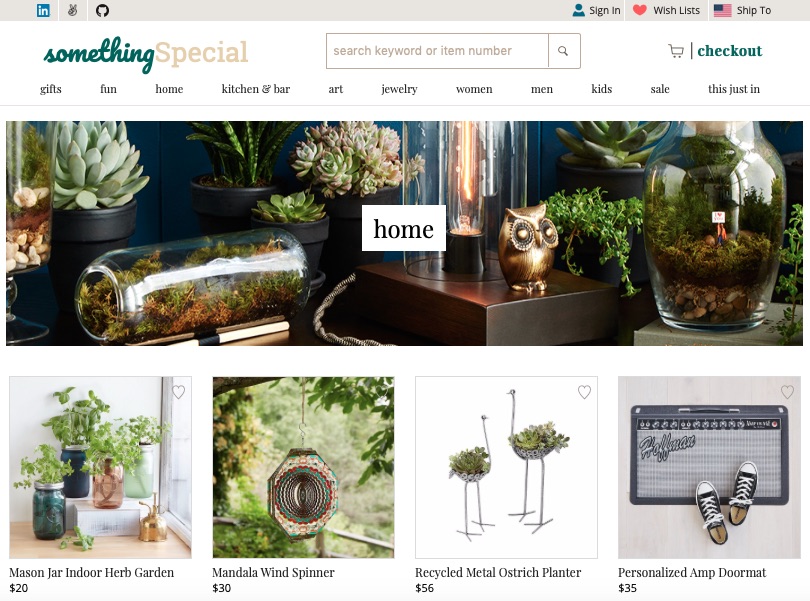 in
Sign In
Wish Lists
Ship To
somethingSpecial
search keyword or item number
checkout
gifts fun home kitchen & bar art jewelry women men kids sale this just in
home
Hoffman
Mason Jar Indoor Herb Garden
$20
Mandala Wind Spinner
$30
Recycled Metal Ostrich Planter
$56
Personalized Amp Doormat
$35